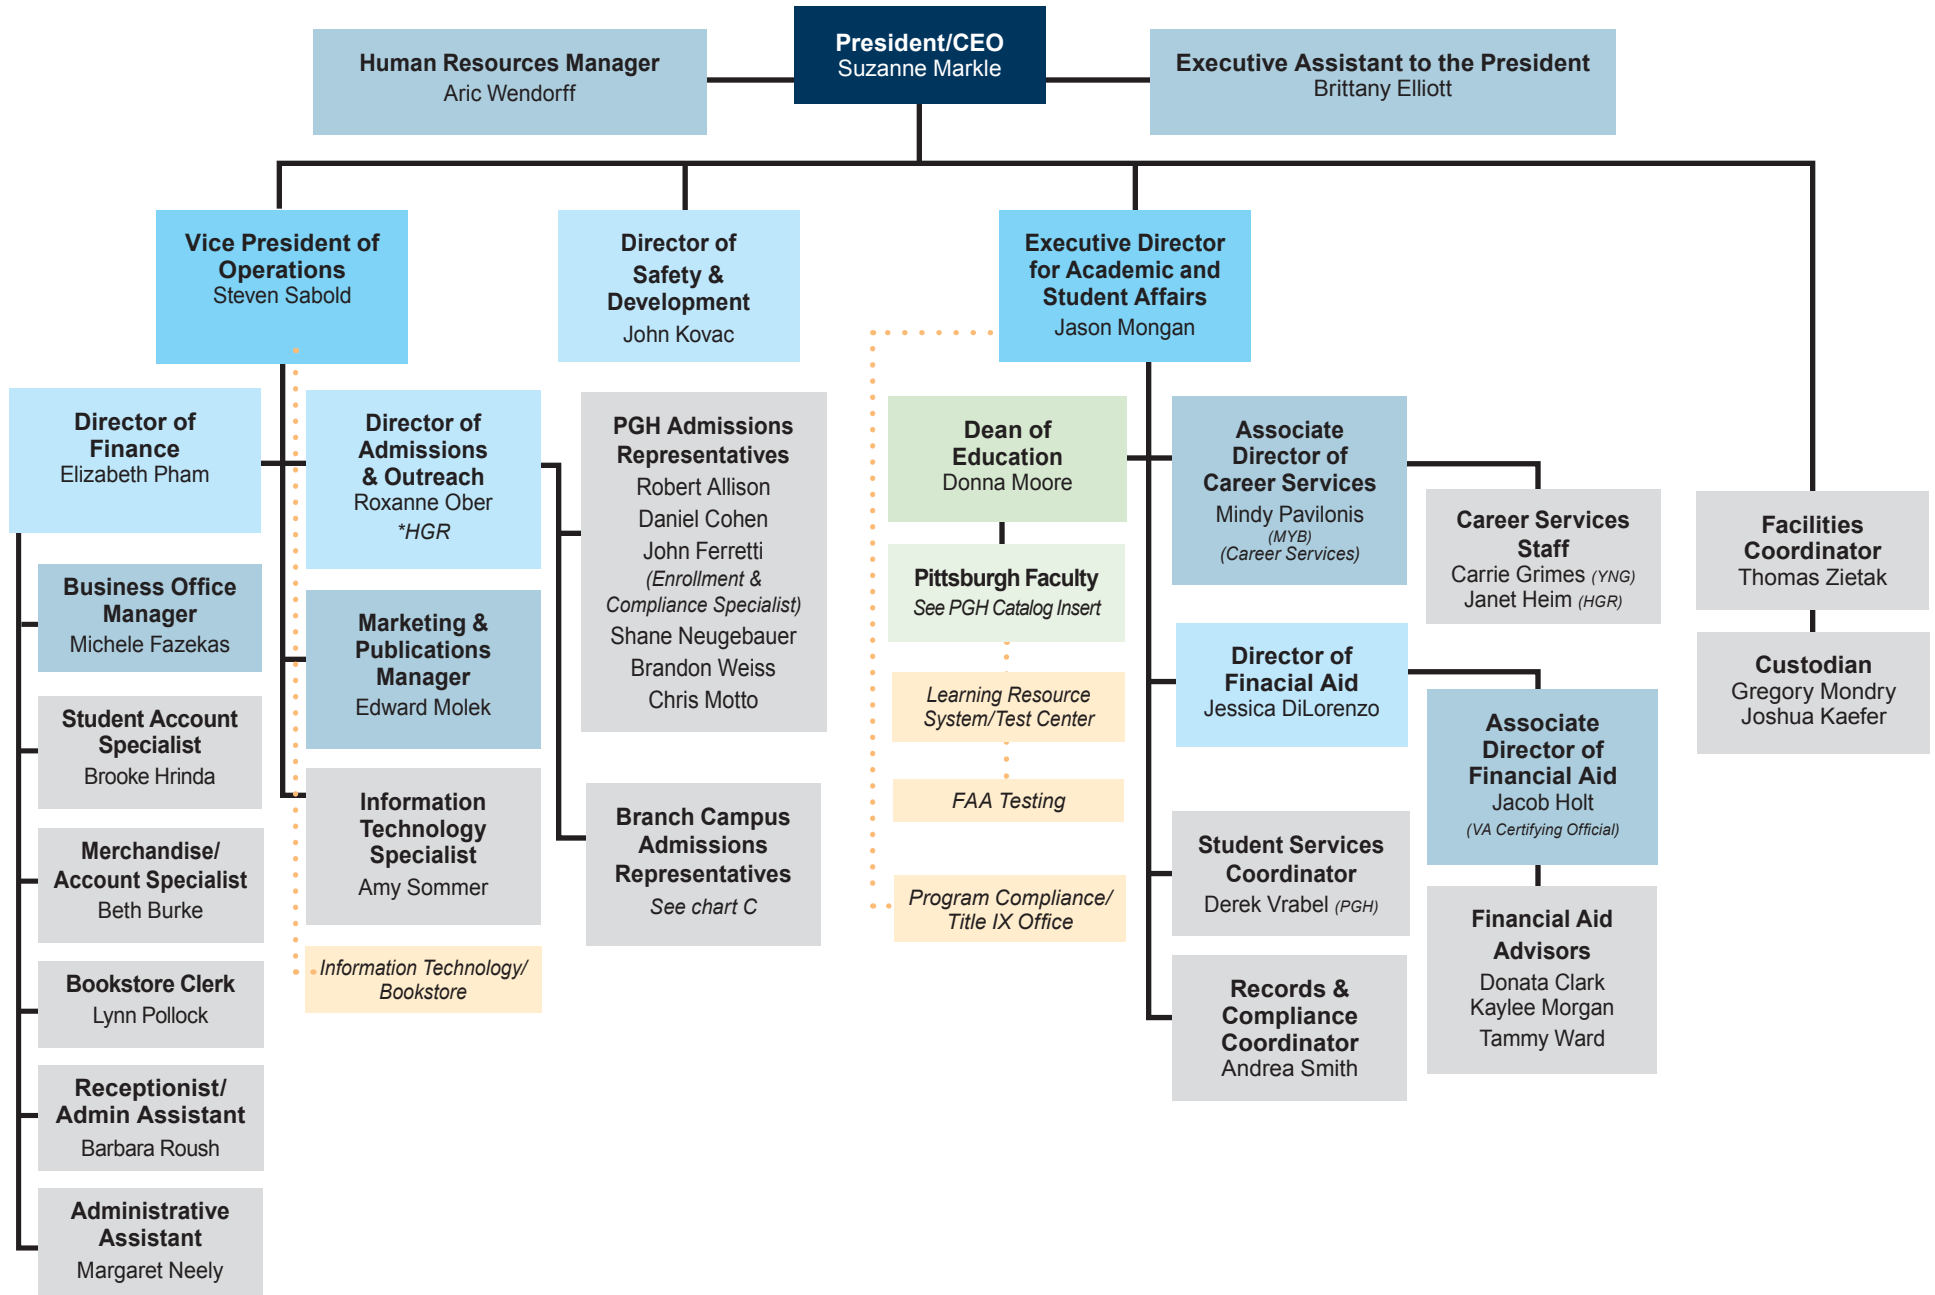 President/CEO
Suzanne Markle
Human Resources Manager
Aric Wendorff
Executive Assistant to the President
Brittany Elliott
Vice President of
Operations
Steven Sabold
Director of
Safety &
Development
John Kovac
Executive Director
for Academic and
Student Affairs
Jason Mongan
Director of
Finance
Elizabeth Pham
Business Office
Manager
Michele Fazekas
Student Account
Specialist
Brooke Hrinda
Merchandise/
Account Specialist
Beth Burke
Bookstore Clerk
Lynn Pollock
Receptionist/
Admin Assistant
Barbara Roush
Administrative
Assistant
Margaret Neely
Director of
Admissions
& Outreach
Roxanne Ober
*HGR
Marketing &
Publications
Manager
Edward Molek
Information
Technology
Specialist
Amy Sommer
Information Technology/
Bookstore
PGH Admissions
Representatives
Robert Allison
Daniel Cohen
John Ferretti
(Enrollment &
Compliance Specialist)
Shane Neugebauer
Brandon Weiss
Chris Motto
Branch Campus
Admissions
Representatives
See chart C
Dean of
Education
Donna Moore
Pittsburgh Faculty
See PGH Catalog Insert
Learning Resource
System/Test Center
FAA Testing
Program Compliance/
Title IX Office
Associate
Director of
Career Services
Mindy Pavilonis
(MYB)
(Career Services)
Career Services
Staff
Carrie Grimes (YNG)
Janet Heim (HGR)
Director of
Finacial Aid
Jessica DiLorenzo
Associate
Director of
Financial Aid
Jacob Holt
(VA Certifying Official)
Financial Aid
Advisors
Donata Clark
Kaylee Morgan
Tammy Ward
Student Services
Coordinator
Derek Vrabel (PGH)
Records &
Compliance
Coordinator
Andrea Smith
Facilities
Coordinator
Thomas Zietak
Custodian
Gregory Mondry
Joshua Kaefer